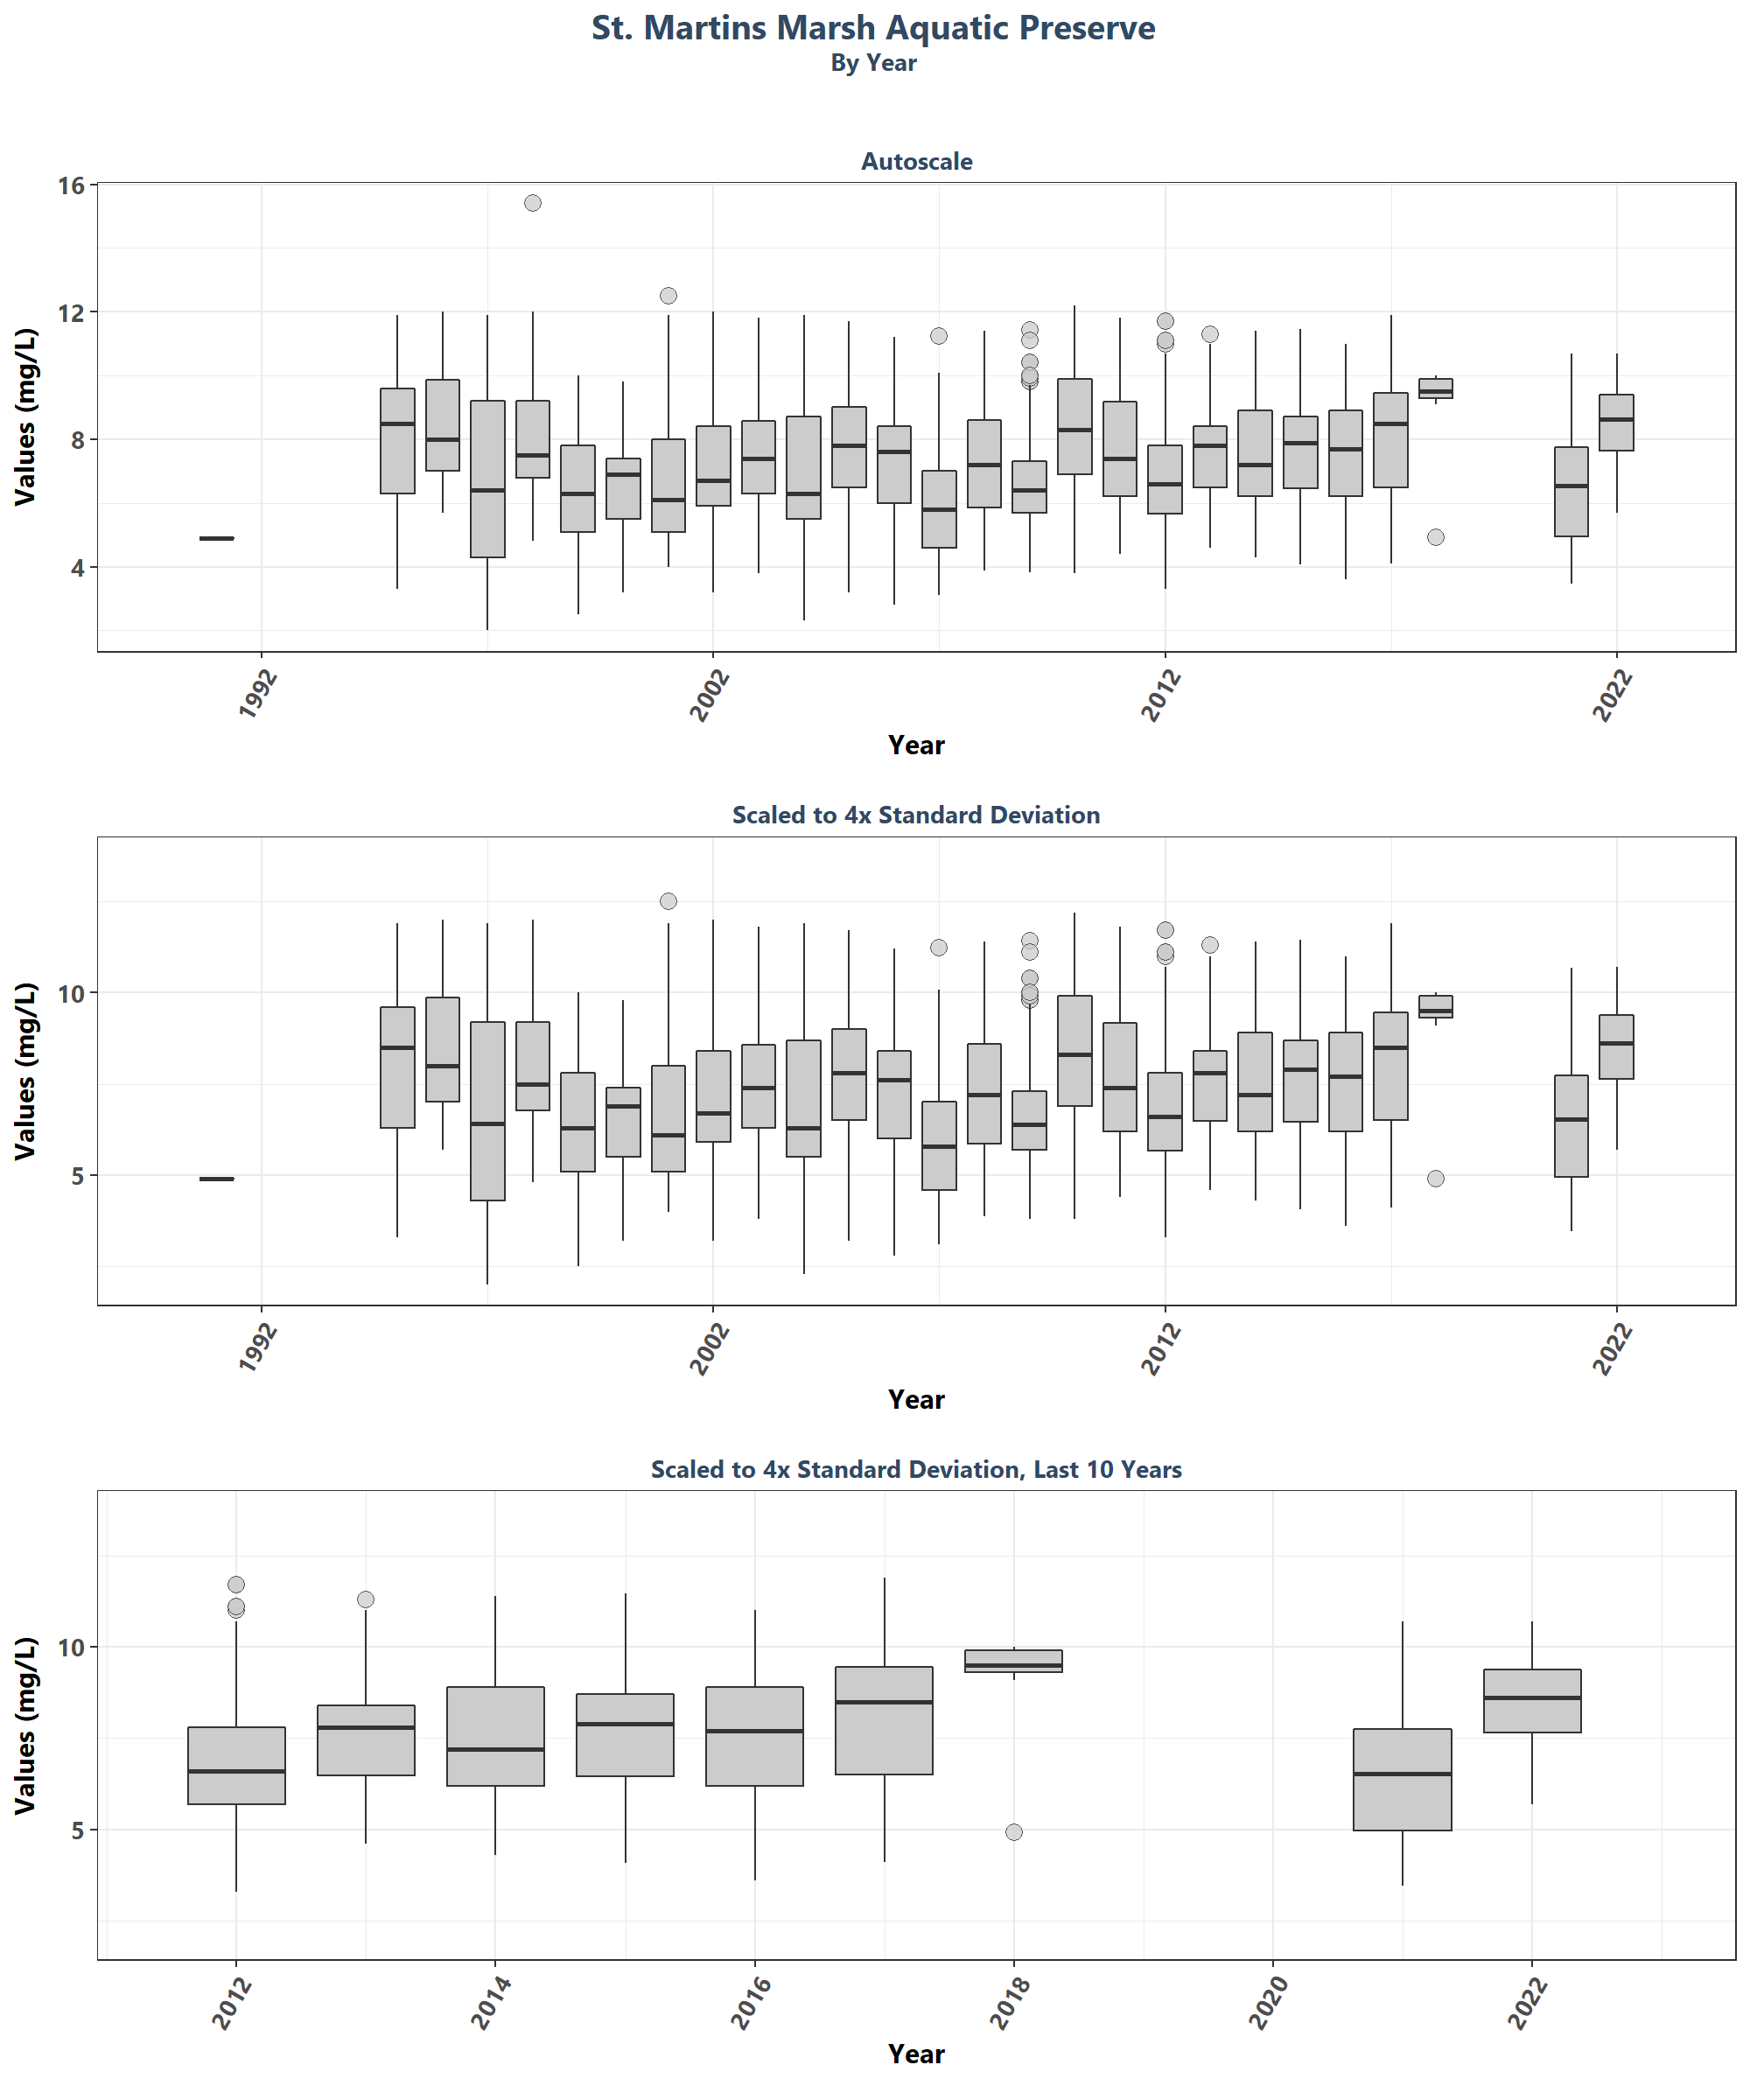 St. Martins Marsh Aquatic Preserve
By Year
Autoscale
16
12
8
4
Values (mg/L)
1992
2002
2012
2022
Year
Scaled to 4x Standard Deviation
10
5
Values (mg/L)
1992
2002
2012
2022
Year
Scaled to 4x Standard Deviation, Last 10 Years
10
5
Values (mg/L)
2012
2014
2016
2018
2020
2022
Year